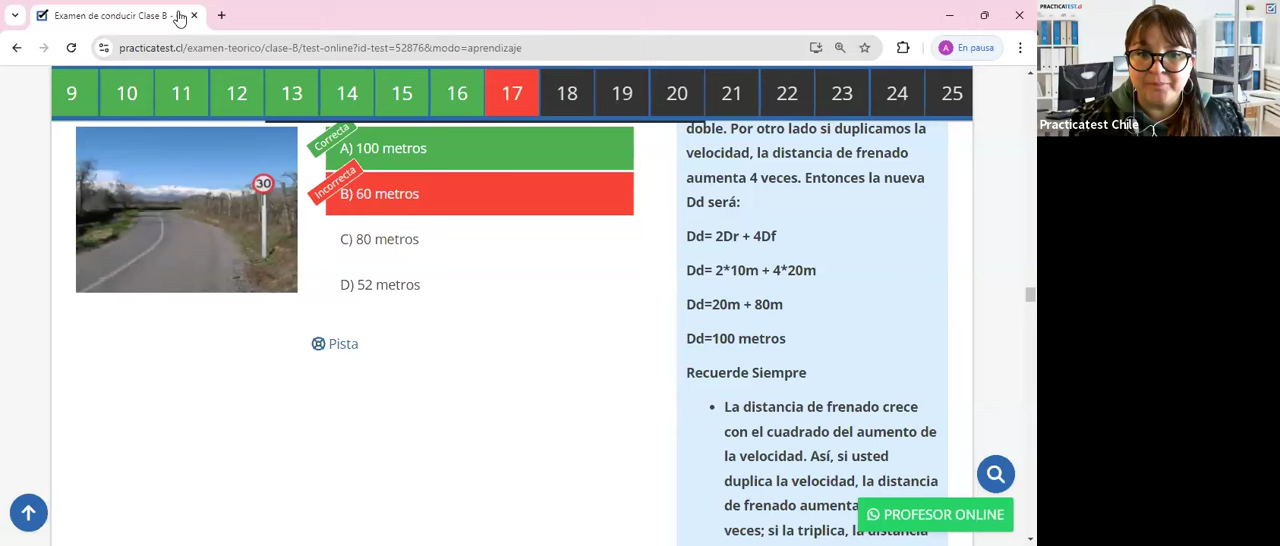 Examen de conducir Clase B -
practicatest.cl/examen-teorico/clase-B/test-online?id-test=52876&modo=aprendizaje
A
En pausa
9 10 11 12 13 14 15 16 17 18 19 20 21 22 23 24 25
30
Correcta
A) 100 metros
Incorrecta
B) 60 metros
C) 80 metros
D) 52 metros
Pista
doble. Por otro lado si duplicamos la
velocidad, la distancia de frenado
aumenta 4 veces. Entonces la nueva
Dd será:
Dd= 2Dr + 4Df
Dd= 2*10m + 4*20m
Dd=20m + 80m
Dd=100 metros
Recuerde Siempre
La distancia de frenado crece
con el cuadrado del aumento de
la velocidad. Así, si usted
duplica la velocidad, la distancia
de frenado aumenta
veces; si la triplica, la distancia
PROFESOR ONLINE
PRACTICATEST.cl
Practicatest Chile